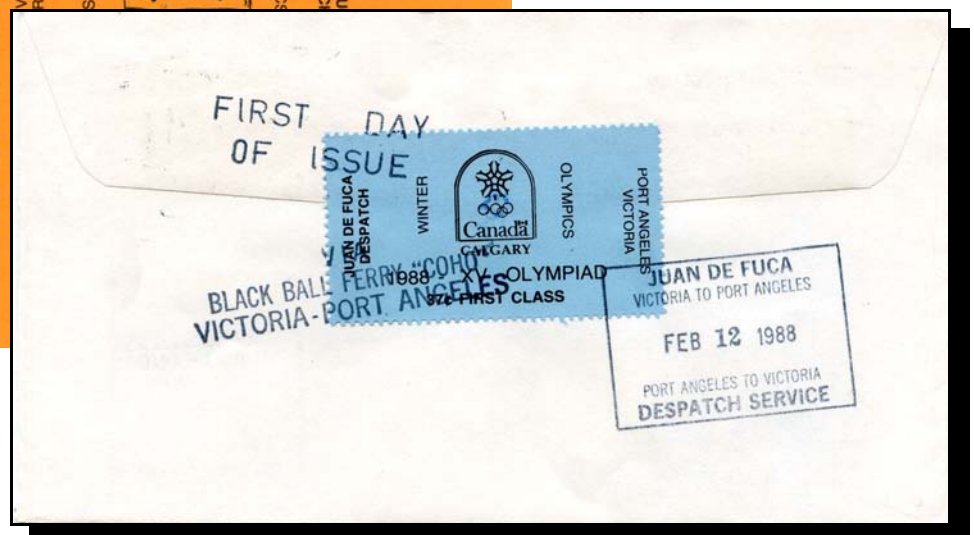 FIRST DAY
OF ISSUE
JUAN DE FUCA
DESPATCH
WINTER
Canada
CALGARY
OLYMPICS
PORT ANGELES
VICTORIA
1988 - XV - OLYMPIAD
37¢ FIRST CLASS
VIA
BLACK BALL FERRY "COHO"
VICTORIA-PORT ANGELES
JUAN DE FUCA
VICTORIA TO PORT ANGELES
FEB 12 1988
PORT ANGELES TO VICTORIA
DESPATCH SERVICE